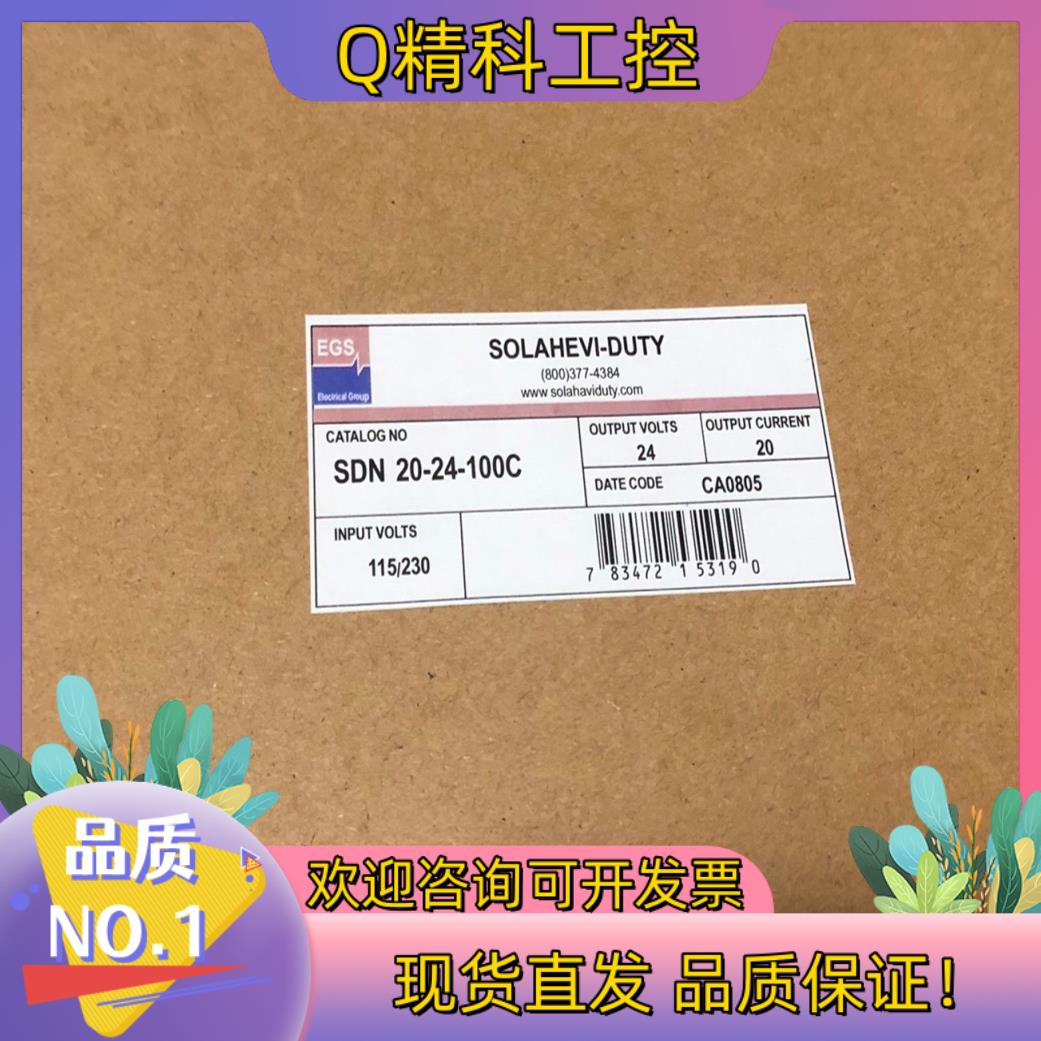 Q精科工控
EGS
Electrical Group
SOLAHEVI-DUTY
(800)377-4384
www solahaviduty.com
CATALOG NO
SDN 20-24-100C
OUTPUT VOLTS
24
OUTPUT CURRENT
20
DATE CODE CA0805
INPUT VOLTS
115/230
7 83472 15319 0
品质
NO.1
欢迎咨询可开发票
现货直发 品质保证!